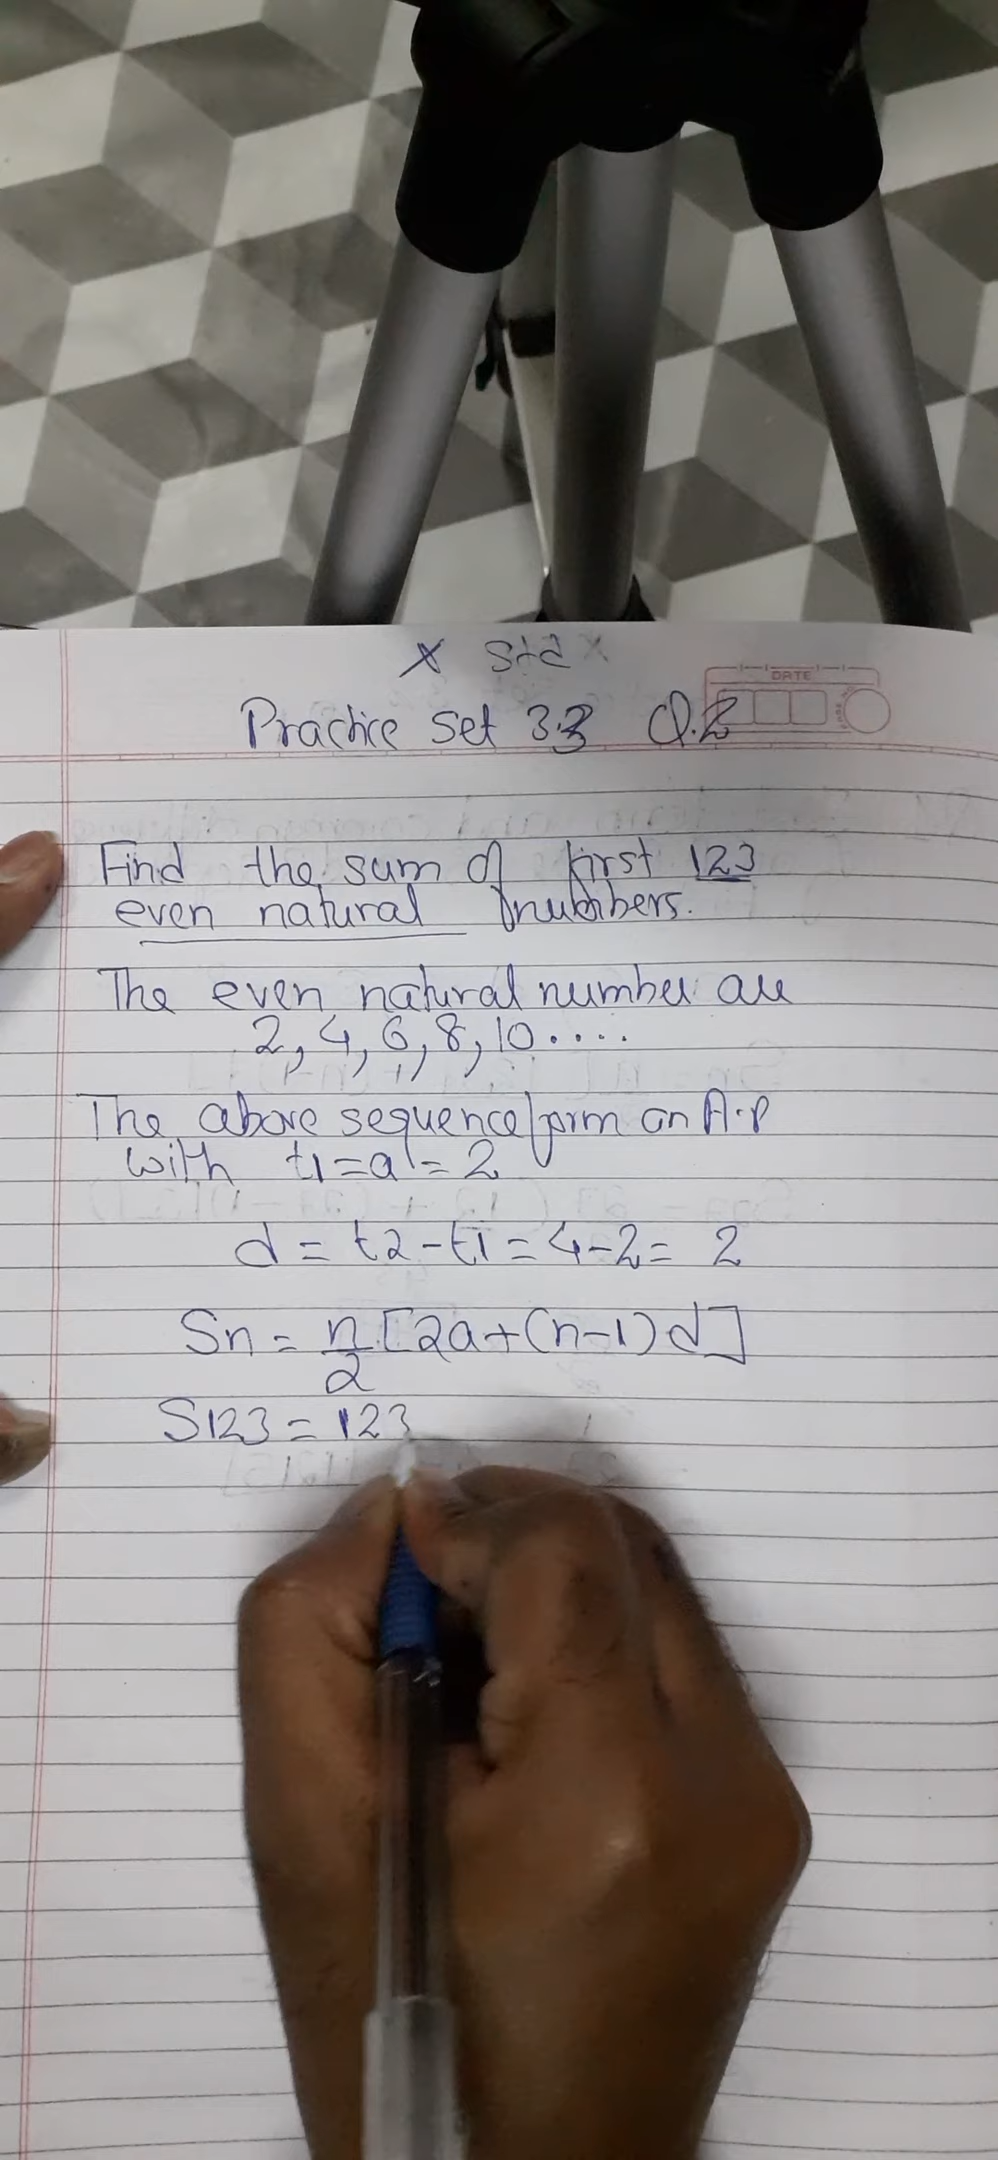 X Std
DATE
Practice Set 3.3 Q.2
Find the sum of first 123
even natural numbers.
The even natural number are
2, 4, 6, 8, 10 ....
The above sequence form an A.P
with t1 = a = 2
d = t2 - t1 = 4 - 2 = 2
Sn = n/2 [2a + (n-1) d]
S123 = 123